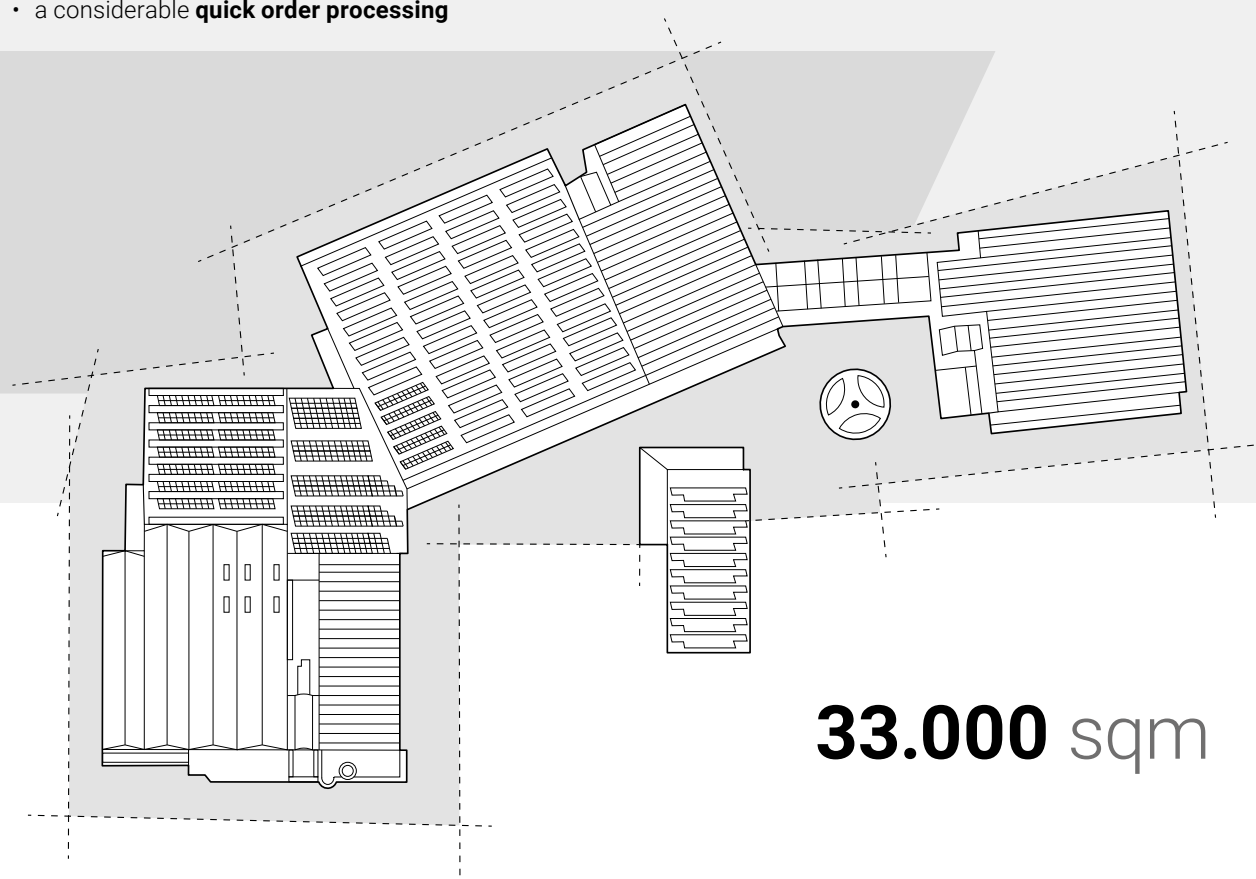 • a considerable quick order processing
33.000 sqm